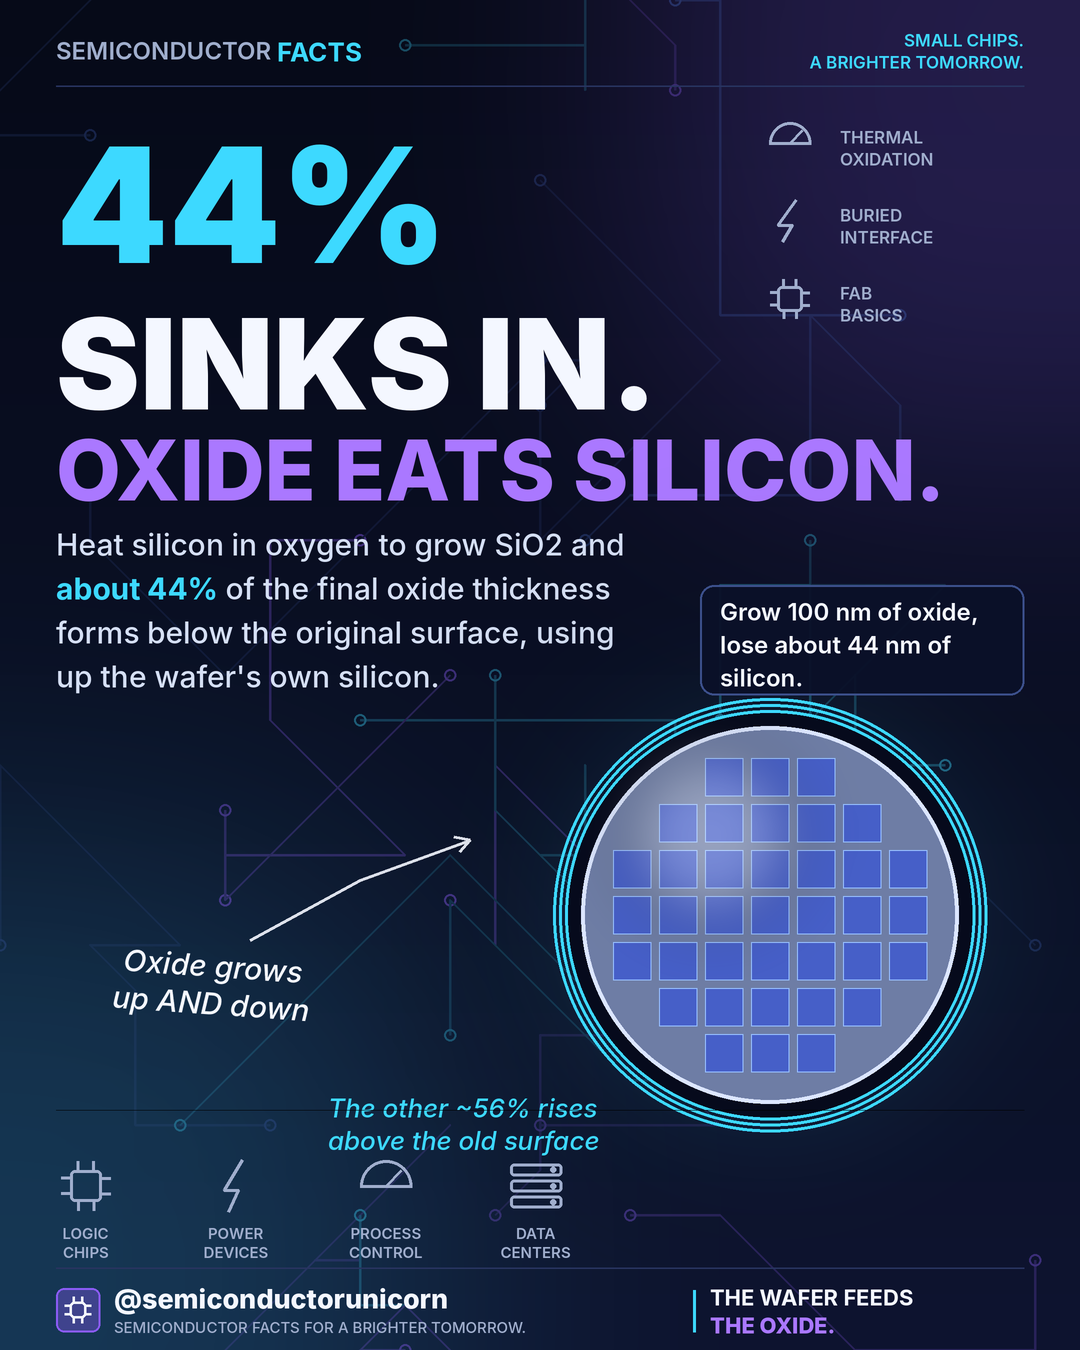 SEMICONDUCTOR FACTS
SMALL CHIPS.
A BRIGHTER TOMORROW.
THERMAL
OXIDATION
BURIED
INTERFACE
FAB
BASICS
44%
SINKS IN.
OXIDE EATS SILICON.
Heat silicon in oxygen to grow SiO2 and
about 44% of the final oxide thickness
forms below the original surface, using
up the wafer's own silicon.
Grow 100 nm of oxide,
lose about 44 nm of
silicon.
Oxide grows
up AND down
The other ~56% rises
above the old surface
LOGIC
CHIPS
POWER
DEVICES
PROCESS
CONTROL
DATA
CENTERS
@semiconductorunicorn
SEMICONDUCTOR FACTS FOR A BRIGHTER TOMORROW.
THE WAFER FEEDS
THE OXIDE.